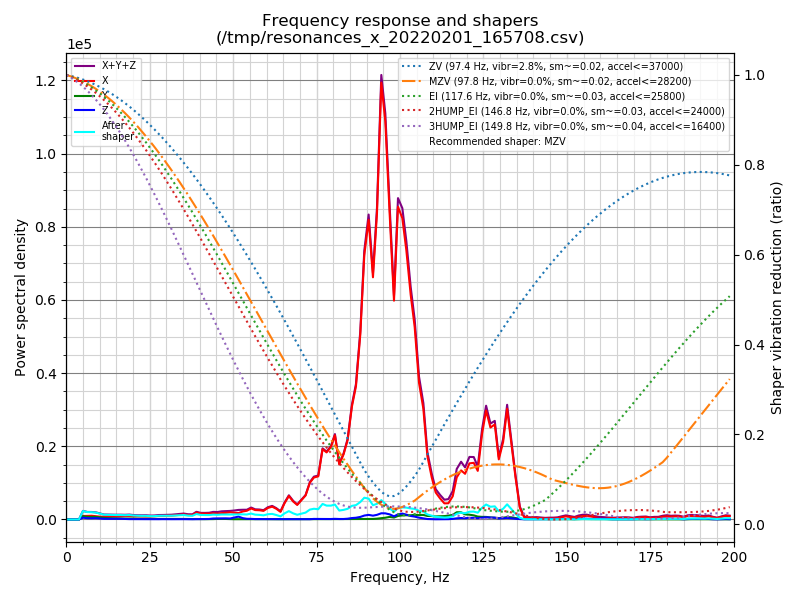 Frequency response and shapers
(/tmp/resonances_x_20220201_165708.csv)
1e5
X+Y+Z
X
Y
Z
After
shaper
ZV (97.4 Hz, vibr=2.8%, sm~=0.02, accel<=37000)
MZV (97.8 Hz, vibr=0.0%, sm~=0.02, accel<=28200)
EI (117.6 Hz, vibr=0.0%, sm~=0.03, accel<=25800)
2HUMP_EI (146.8 Hz, vibr=0.0%, sm~=0.03, accel<=24000)
3HUMP_EI (149.8 Hz, vibr=0.0%, sm~=0.04, accel<=16400)
Recommended shaper: MZV
1.2
1.0
0.8
0.6
0.4
0.2
0.0
Power spectral density
1.0
0.8
0.6
0.4
0.2
0.0
Shaper vibration reduction (ratio)
0 25 50 75 100 125 150 175 200
Frequency, Hz